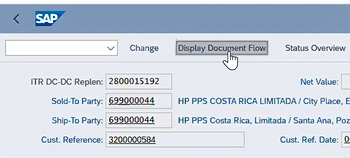 SAP
Change Display Document Flow Status Overview
ITR DC-DC Replen: 2800015192 Net Value:
Sold-To Party: 699000044 HP PPS COSTA RICA LIMITADA / City Place, E
Ship-To Party: 699000044 HP PPS Costa Rica, Limitada / Santa Ana, Poz
Cust. Reference: 3200000584 Cust. Ref. Date: 0